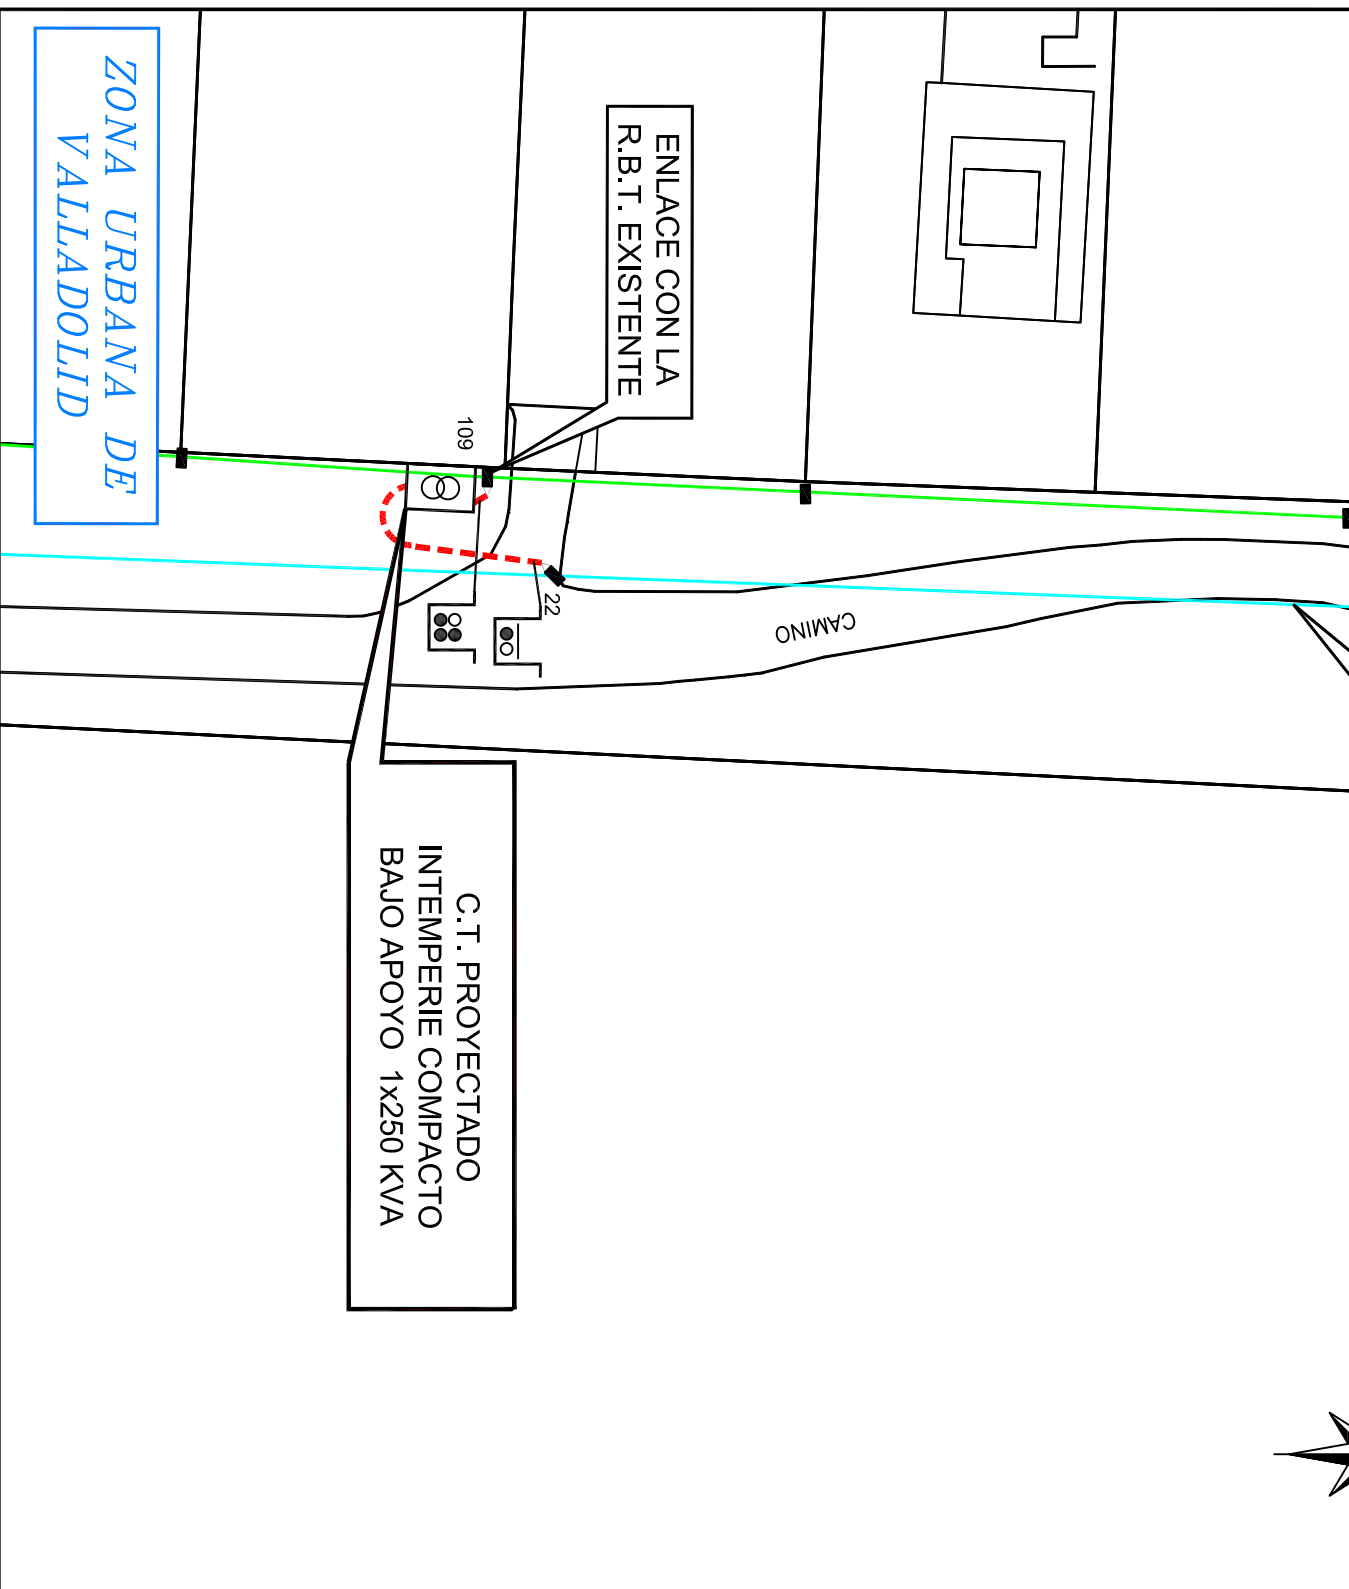 ZONA URBANA DE
VALLADOLID
ENLACE CON LA
R.B.T. EXISTENTE
109
22
CAMINO
C.T. PROYECTADO
INTEMPERIE COMPACTO
BAJO APOYO 1x250 KVA